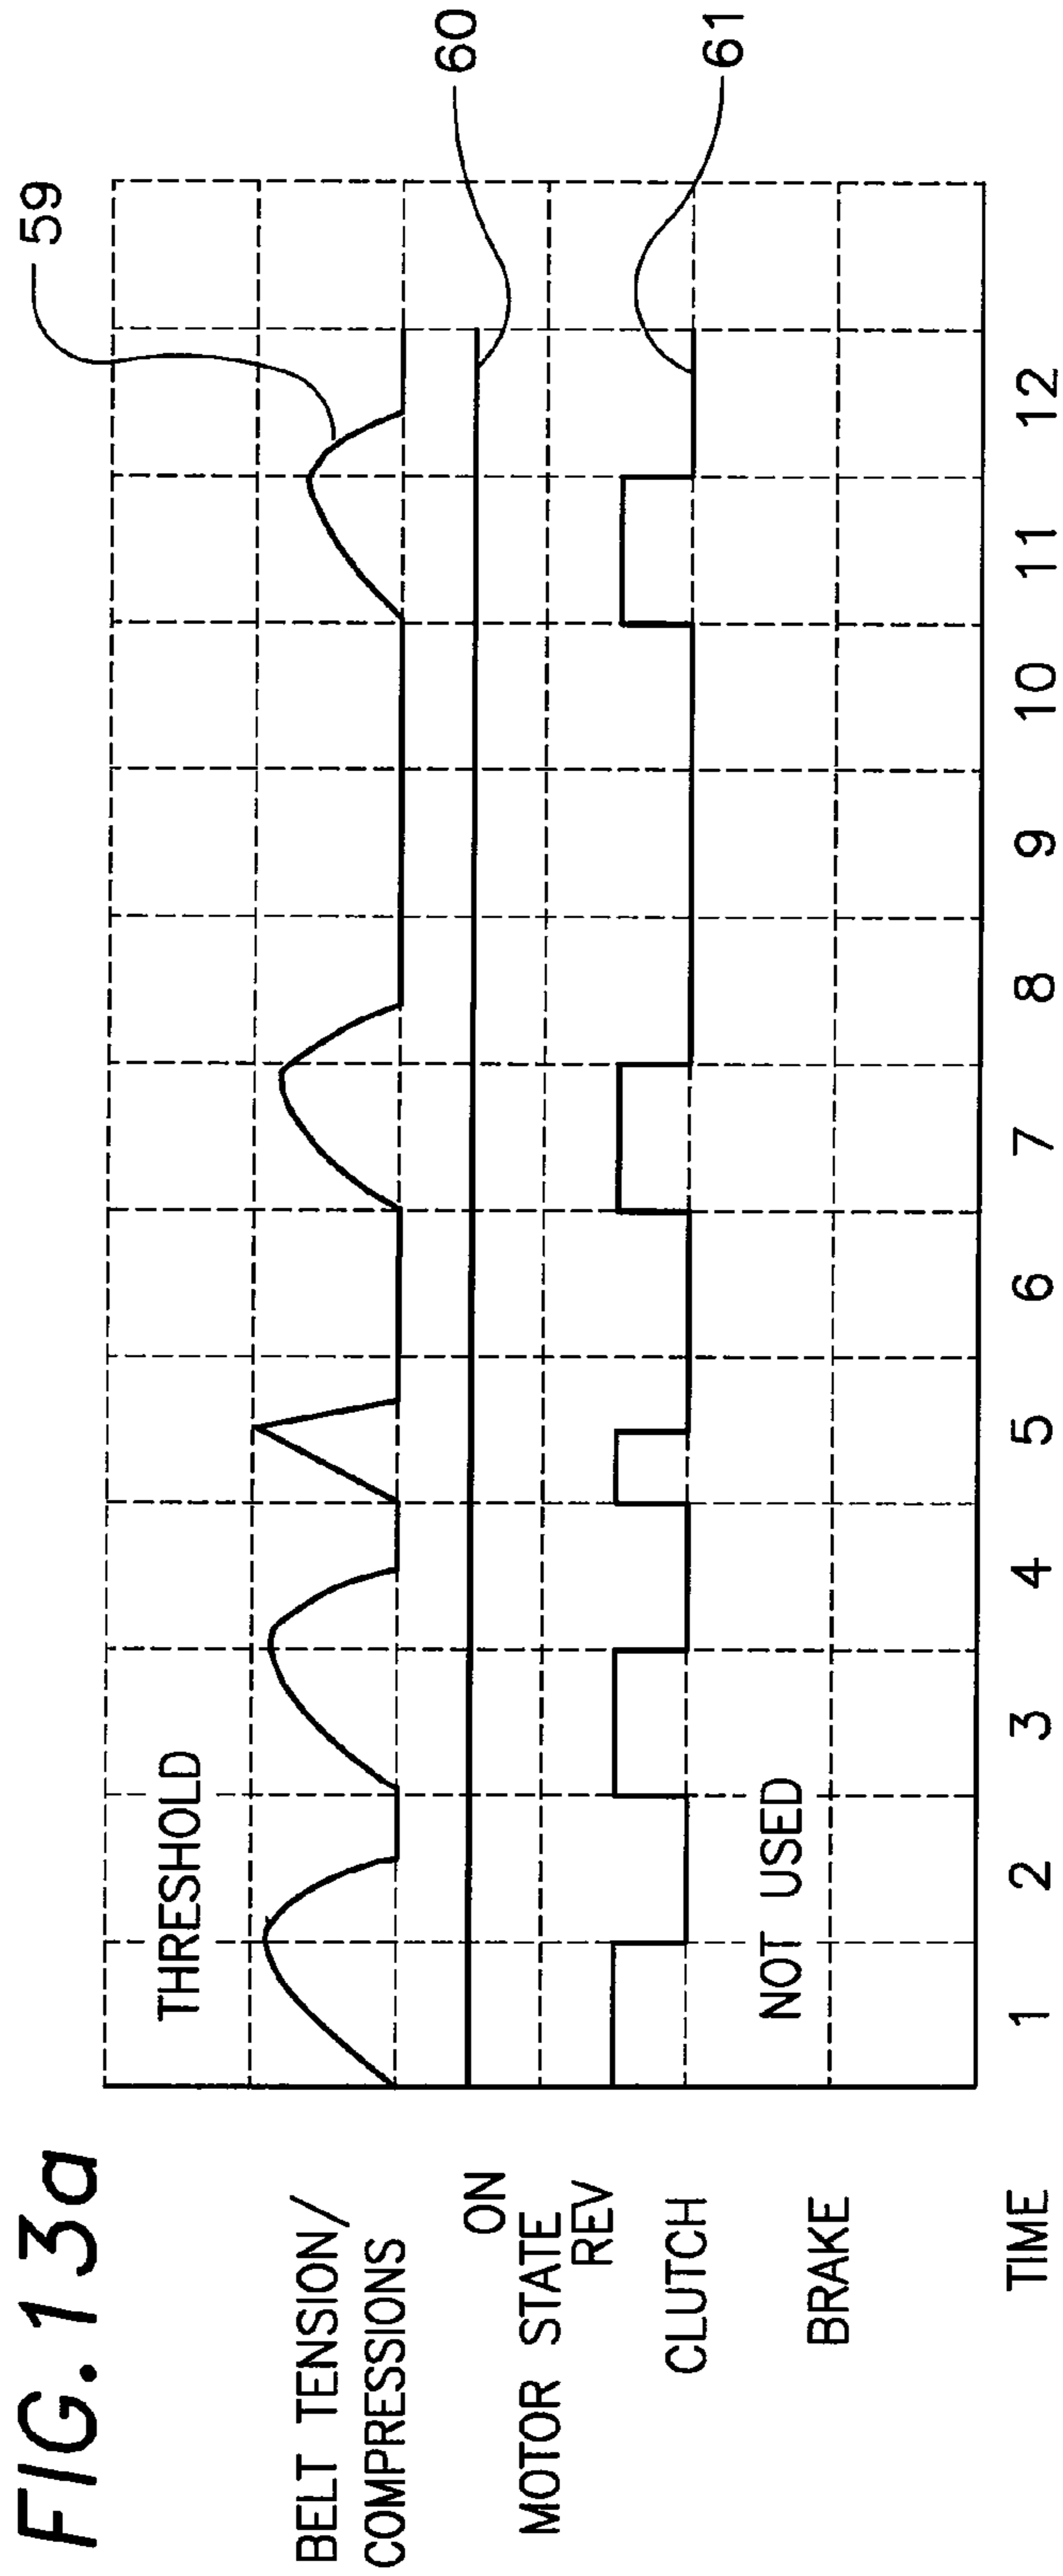 FIG. 13a
59
60
61
THRESHOLD
BELT TENSION/
COMPRESSIONS
ON
MOTOR STATE
REV
CLUTCH
NOT USED
BRAKE
TIME 1 2 3 4 5 6 7 8 9 10 11 12